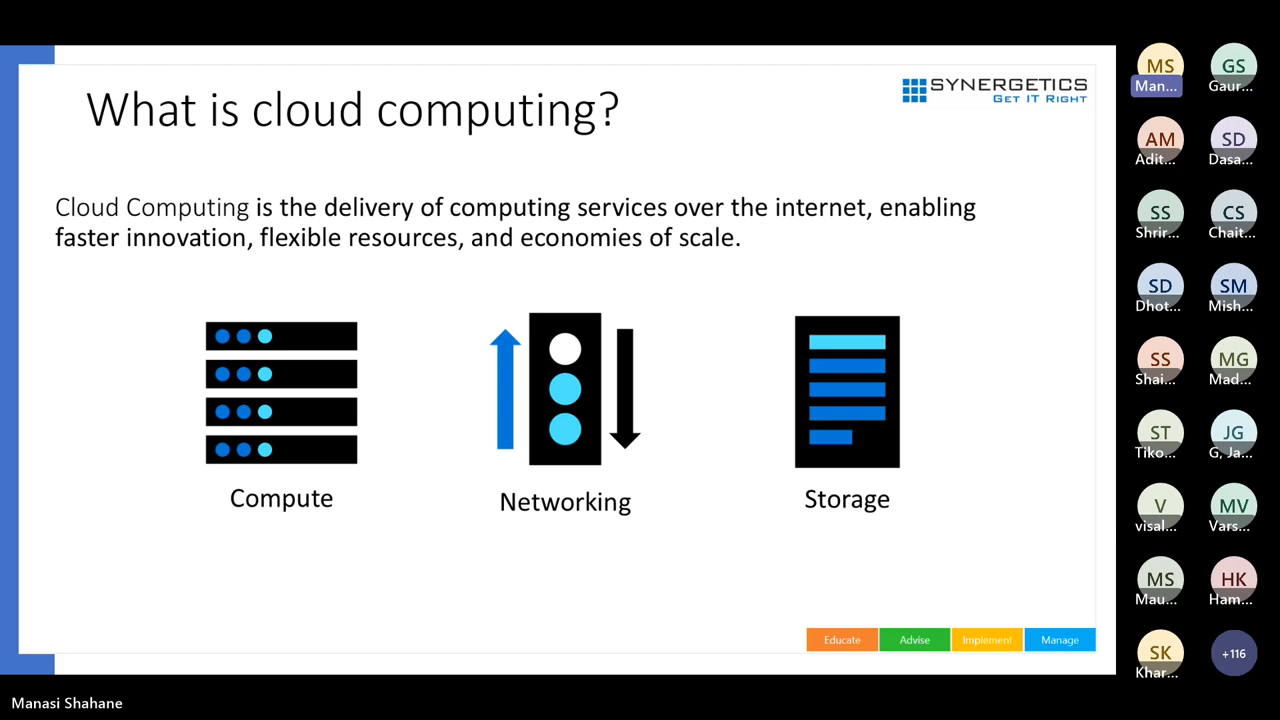 What is cloud computing?
SYNERGETICS
GET IT RIGHT
Cloud Computing is the delivery of computing services over the internet, enabling
faster innovation, flexible resources, and economies of scale.
Compute
Networking
Storage
Educate
Advise
Implement
Manage
MS
Man...
GS
Gaur...
AM
Adit...
SD
Dasa...
SS
Shrir...
CS
Chait...
SD
Dhot...
SM
Mish...
SS
Shai...
MG
Mad...
ST
Tiko...
JG
G, Ja...
V
visal...
MV
Vars...
MS
Mau...
HK
Ham...
SK
Khar...
+116
Manasi Shahane